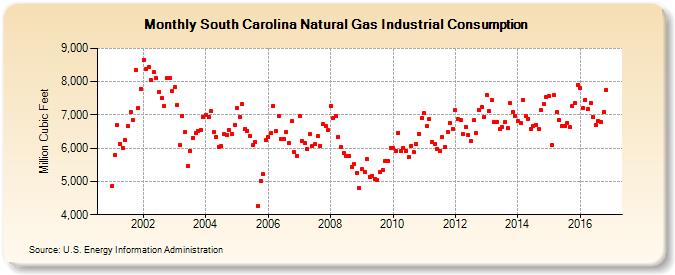 Monthly South Carolina Natural Gas Industrial Consumption
Million Cubic Feet
9,000
8,000
7,000
6,000
5,000
4,000
2002 2004 2006 2008 2010 2012 2014 2016
Source: U.S. Energy Information Administration